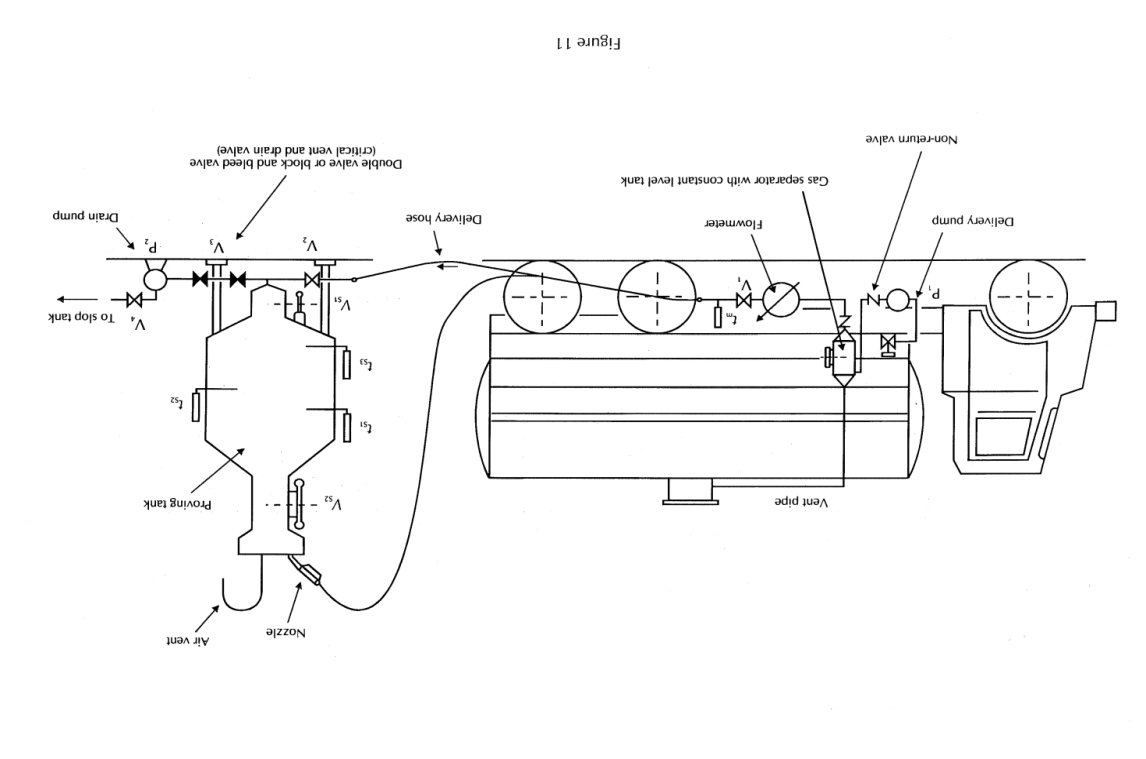 Air vent
Nozzle
Vent pipe
VS2
Proving tank
tS1
tS2
tS3
VS1
V4
To slop tank
tm
P1
V1
V2
V3
P2
Delivery pump
Flowmeter
Delivery hose
Drain pump
Gas separator with constant level tank
Non-return valve
Double valve or block and bleed valve
(critical vent and drain valve)
Figure 11